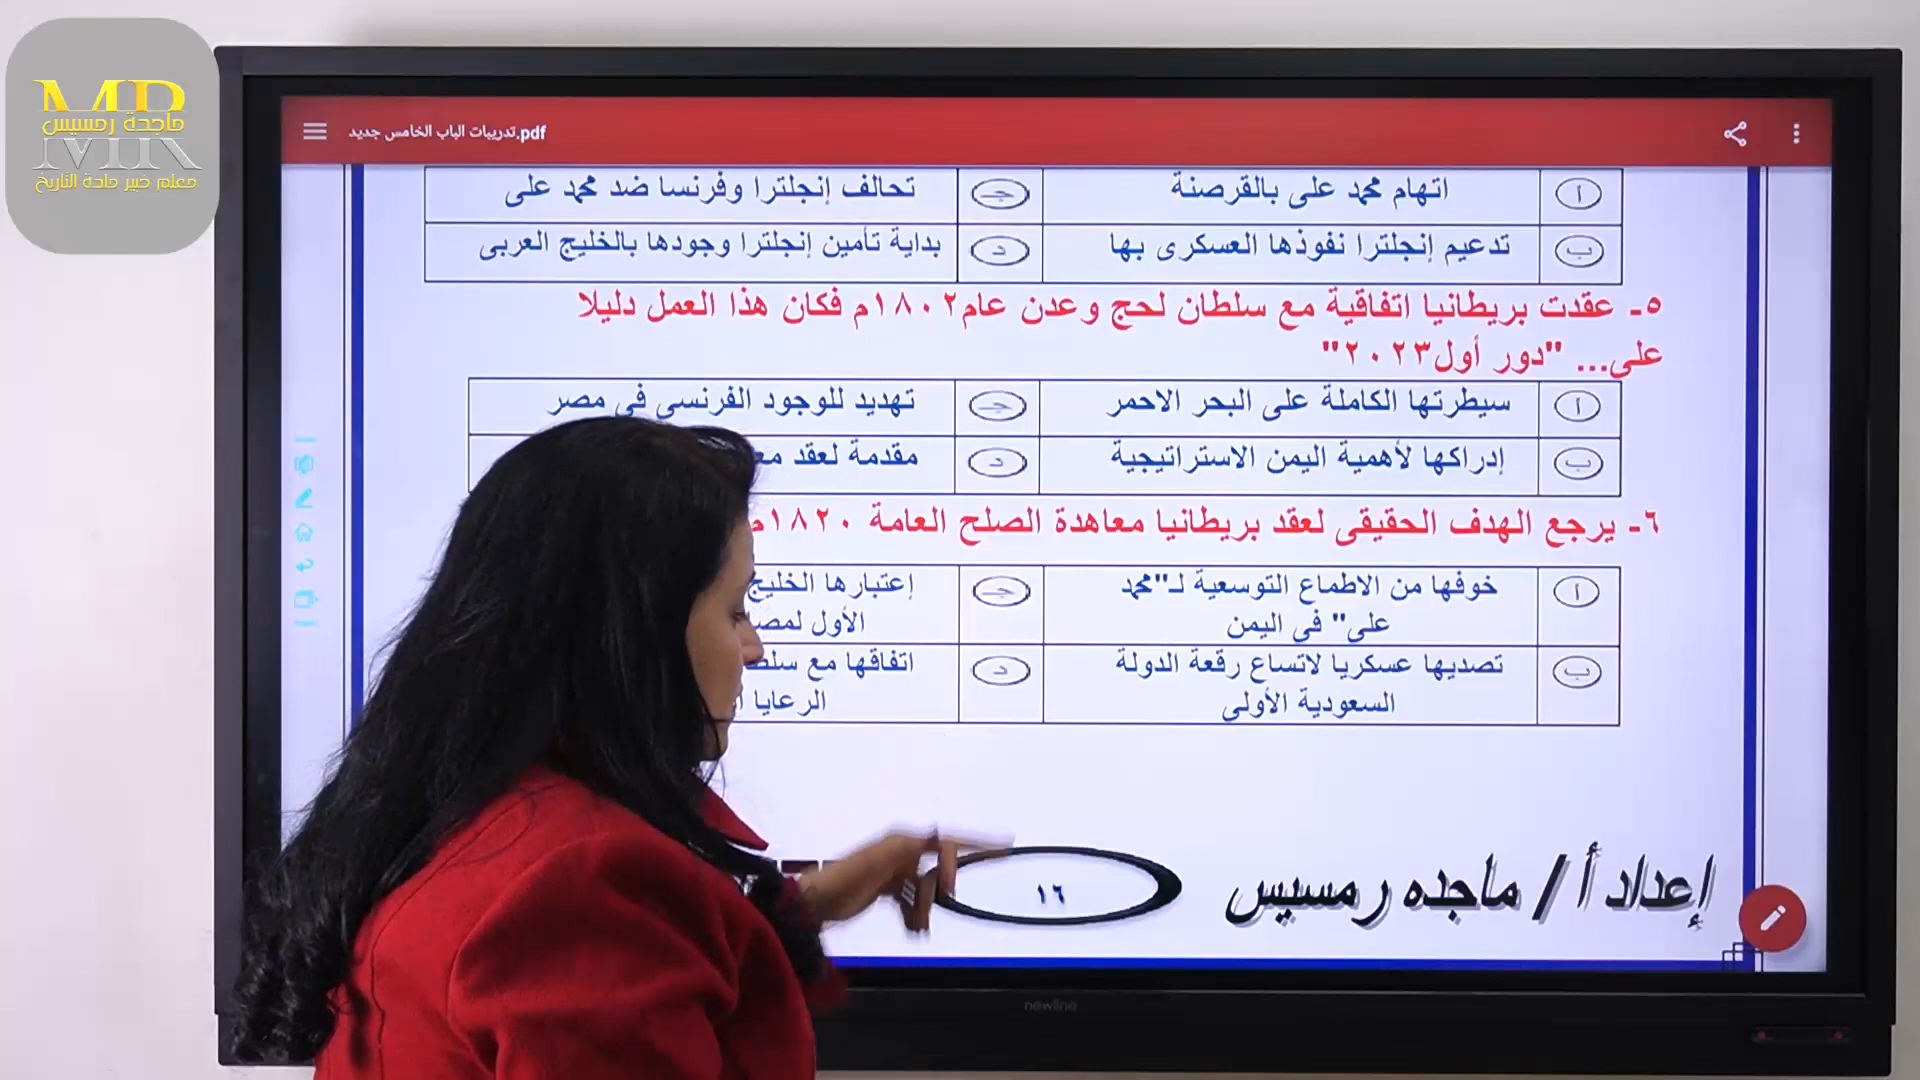 MR
ماجدة رمسيس
MR
معلم خبير مادة التاريخ
تدريبات الباب الخامس جديد.pdf
أ اتهام محمد على بالقرصنة جـ تحالف إنجلترا وفرنسا ضد محمد على
ب تدعيم إنجلترا نفوذها العسكرى بها د بداية تأمين إنجلترا وجودها بالخليج العربى
٥- عقدت بريطانيا اتفاقية مع سلطان لحج وعدن عام١٨٠٢م فكان هذا العمل دليلا
على... "دور أول٢٠٢٣"
أ سيطرتها الكاملة على البحر الاحمر جـ تهديد للوجود الفرنسى فى مصر
ب إدراكها لأهمية اليمن الاستراتيجية د مقدمة لعقد
٦- يرجع الهدف الحقيقى لعقد بريطانيا معاهدة الصلح العامة ١٨٢٠م
أ خوفها من الاطماع التوسعية لـ"محمد جـ إعتبارها الخليج
على" فى اليمن الأول
ب تصديها عسكريا لاتساع رقعة الدولة د اتفاقها مع
السعودية الأولى الرعايا
١٦
إعداد أ / ماجده رمسيس
newline